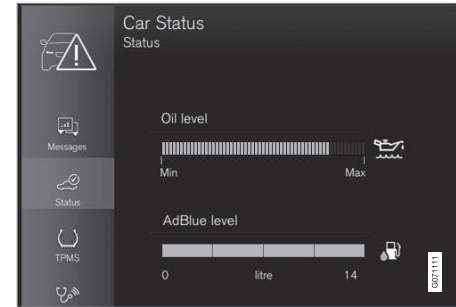 Car Status
Status
Messages
Status
TPMS
Oil level
Min Max
AdBlue level
0 litre 14
G071111